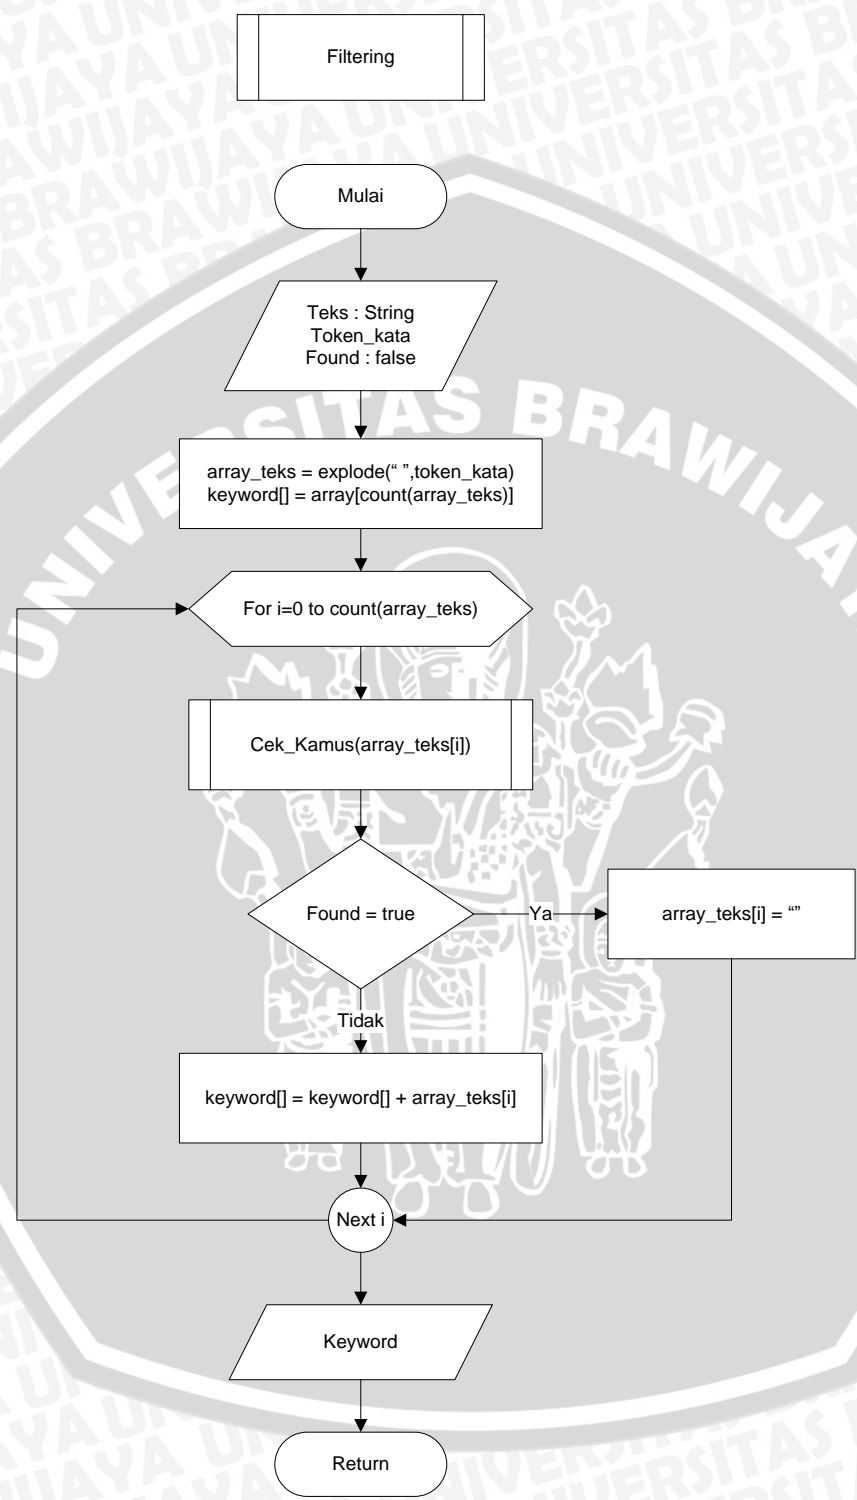 Filtering
Mulai
Teks : String
Token_kata
Found : false
array_teks = explode(“ ”,token_kata)
keyword[] = array[count(array_teks)]
For i=0 to count(array_teks)
Cek_Kamus(array_teks[i])
Found = true
Ya
array_teks[i] = “”
Tidak
keyword[] = keyword[] + array_teks[i]
Next i
Keyword
Return